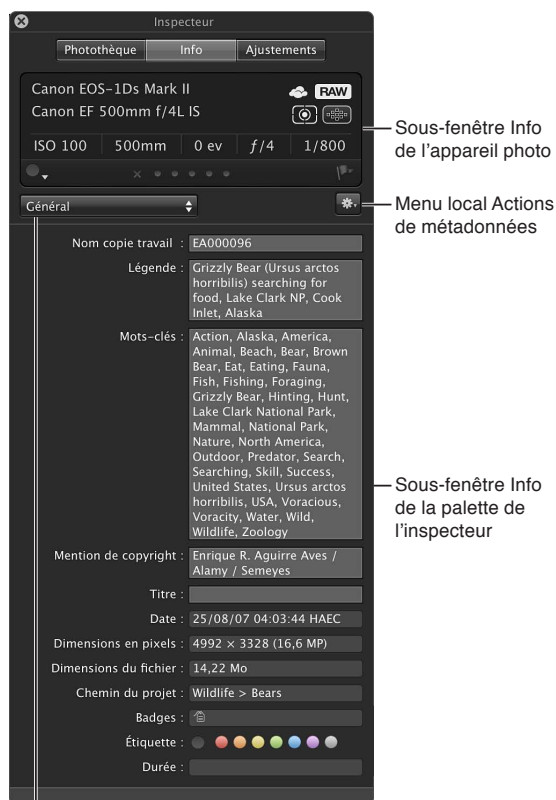 Inspecteur
Photothèque Info Ajustements
Canon EOS-1Ds Mark II
RAW
Canon EF 500mm f/4L IS
ISO 100 500mm 0 ev ƒ/4 1/800
Sous-fenêtre Info
de l’appareil photo
Général
Menu local Actions
de métadonnées
Nom copie travail : EA000096
Légende : Grizzly Bear (Ursus arctos
horribilis) searching for
food, Lake Clark NP, Cook
Inlet, Alaska
Mots-clés : Action, Alaska, America,
Animal, Beach, Bear, Brown
Bear, Eat, Eating, Fauna,
Fish, Fishing, Foraging,
Grizzly Bear, Hinting, Hunt,
Lake Clark National Park,
Mammal, National Park,
Nature, North America,
Outdoor, Predator, Search,
Searching, Skill, Success,
United States, Ursus arctos
horribilis, USA, Voracious,
Voracity, Water, Wild,
Wildlife, Zoology
Sous-fenêtre Info
de la palette de
l’inspecteur
Mention de copyright : Enrique R. Aguirre Aves /
Alamy / Semeyes
Titre :
Date : 25/08/07 04:03:44 HAEC
Dimensions en pixels : 4992 × 3328 (16,6 MP)
Dimensions du fichier : 14,22 Mo
Chemin du projet : Wildlife > Bears
Badges :
Étiquette :
Durée :